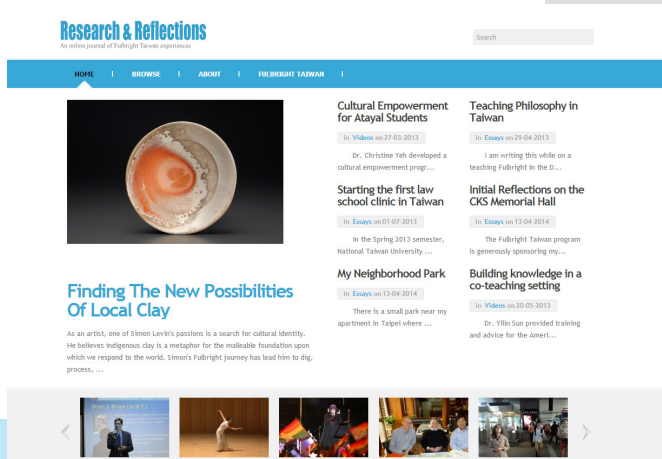 Research & Reflections
An online journal of Fulbright Taiwan experiences
Search
HOME | BROWSE | ABOUT | FULBRIGHT TAIWAN |
Finding The New Possibilities
Of Local Clay
As an artist, one of Simon Levin's passions is a search for cultural identity.
He believes indigenous clay is a metaphor for the malleable foundation upon
which we respond to the world. Simon's Fulbright journey has lead him to dig,
process, ...
Cultural Empowerment
for Atayal Students
in Videos on 27-03-2013
Dr. Christine Yeh developed a
cultural empowerment progr...
Starting the first law
school clinic in Taiwan
in Essays on 01-07-2013
In the Spring 2013 semester,
National Taiwan University ...
My Neighborhood Park
in Essays on 13-04-2014
There is a small park near my
apartment in Taipei where ...
Teaching Philosophy in
Taiwan
in Essays on 29-04-2013
I am writing this while on a
teaching Fulbright in the D...
Initial Reflections on the
CKS Memorial Hall
in Essays on 13-04-2014
The Fulbright Taiwan program
is generously sponsoring my...
Building knowledge in a
co-teaching setting
in Videos on 20-05-2013
Dr. Yilin Sun provided training
and advice for the Ameri...